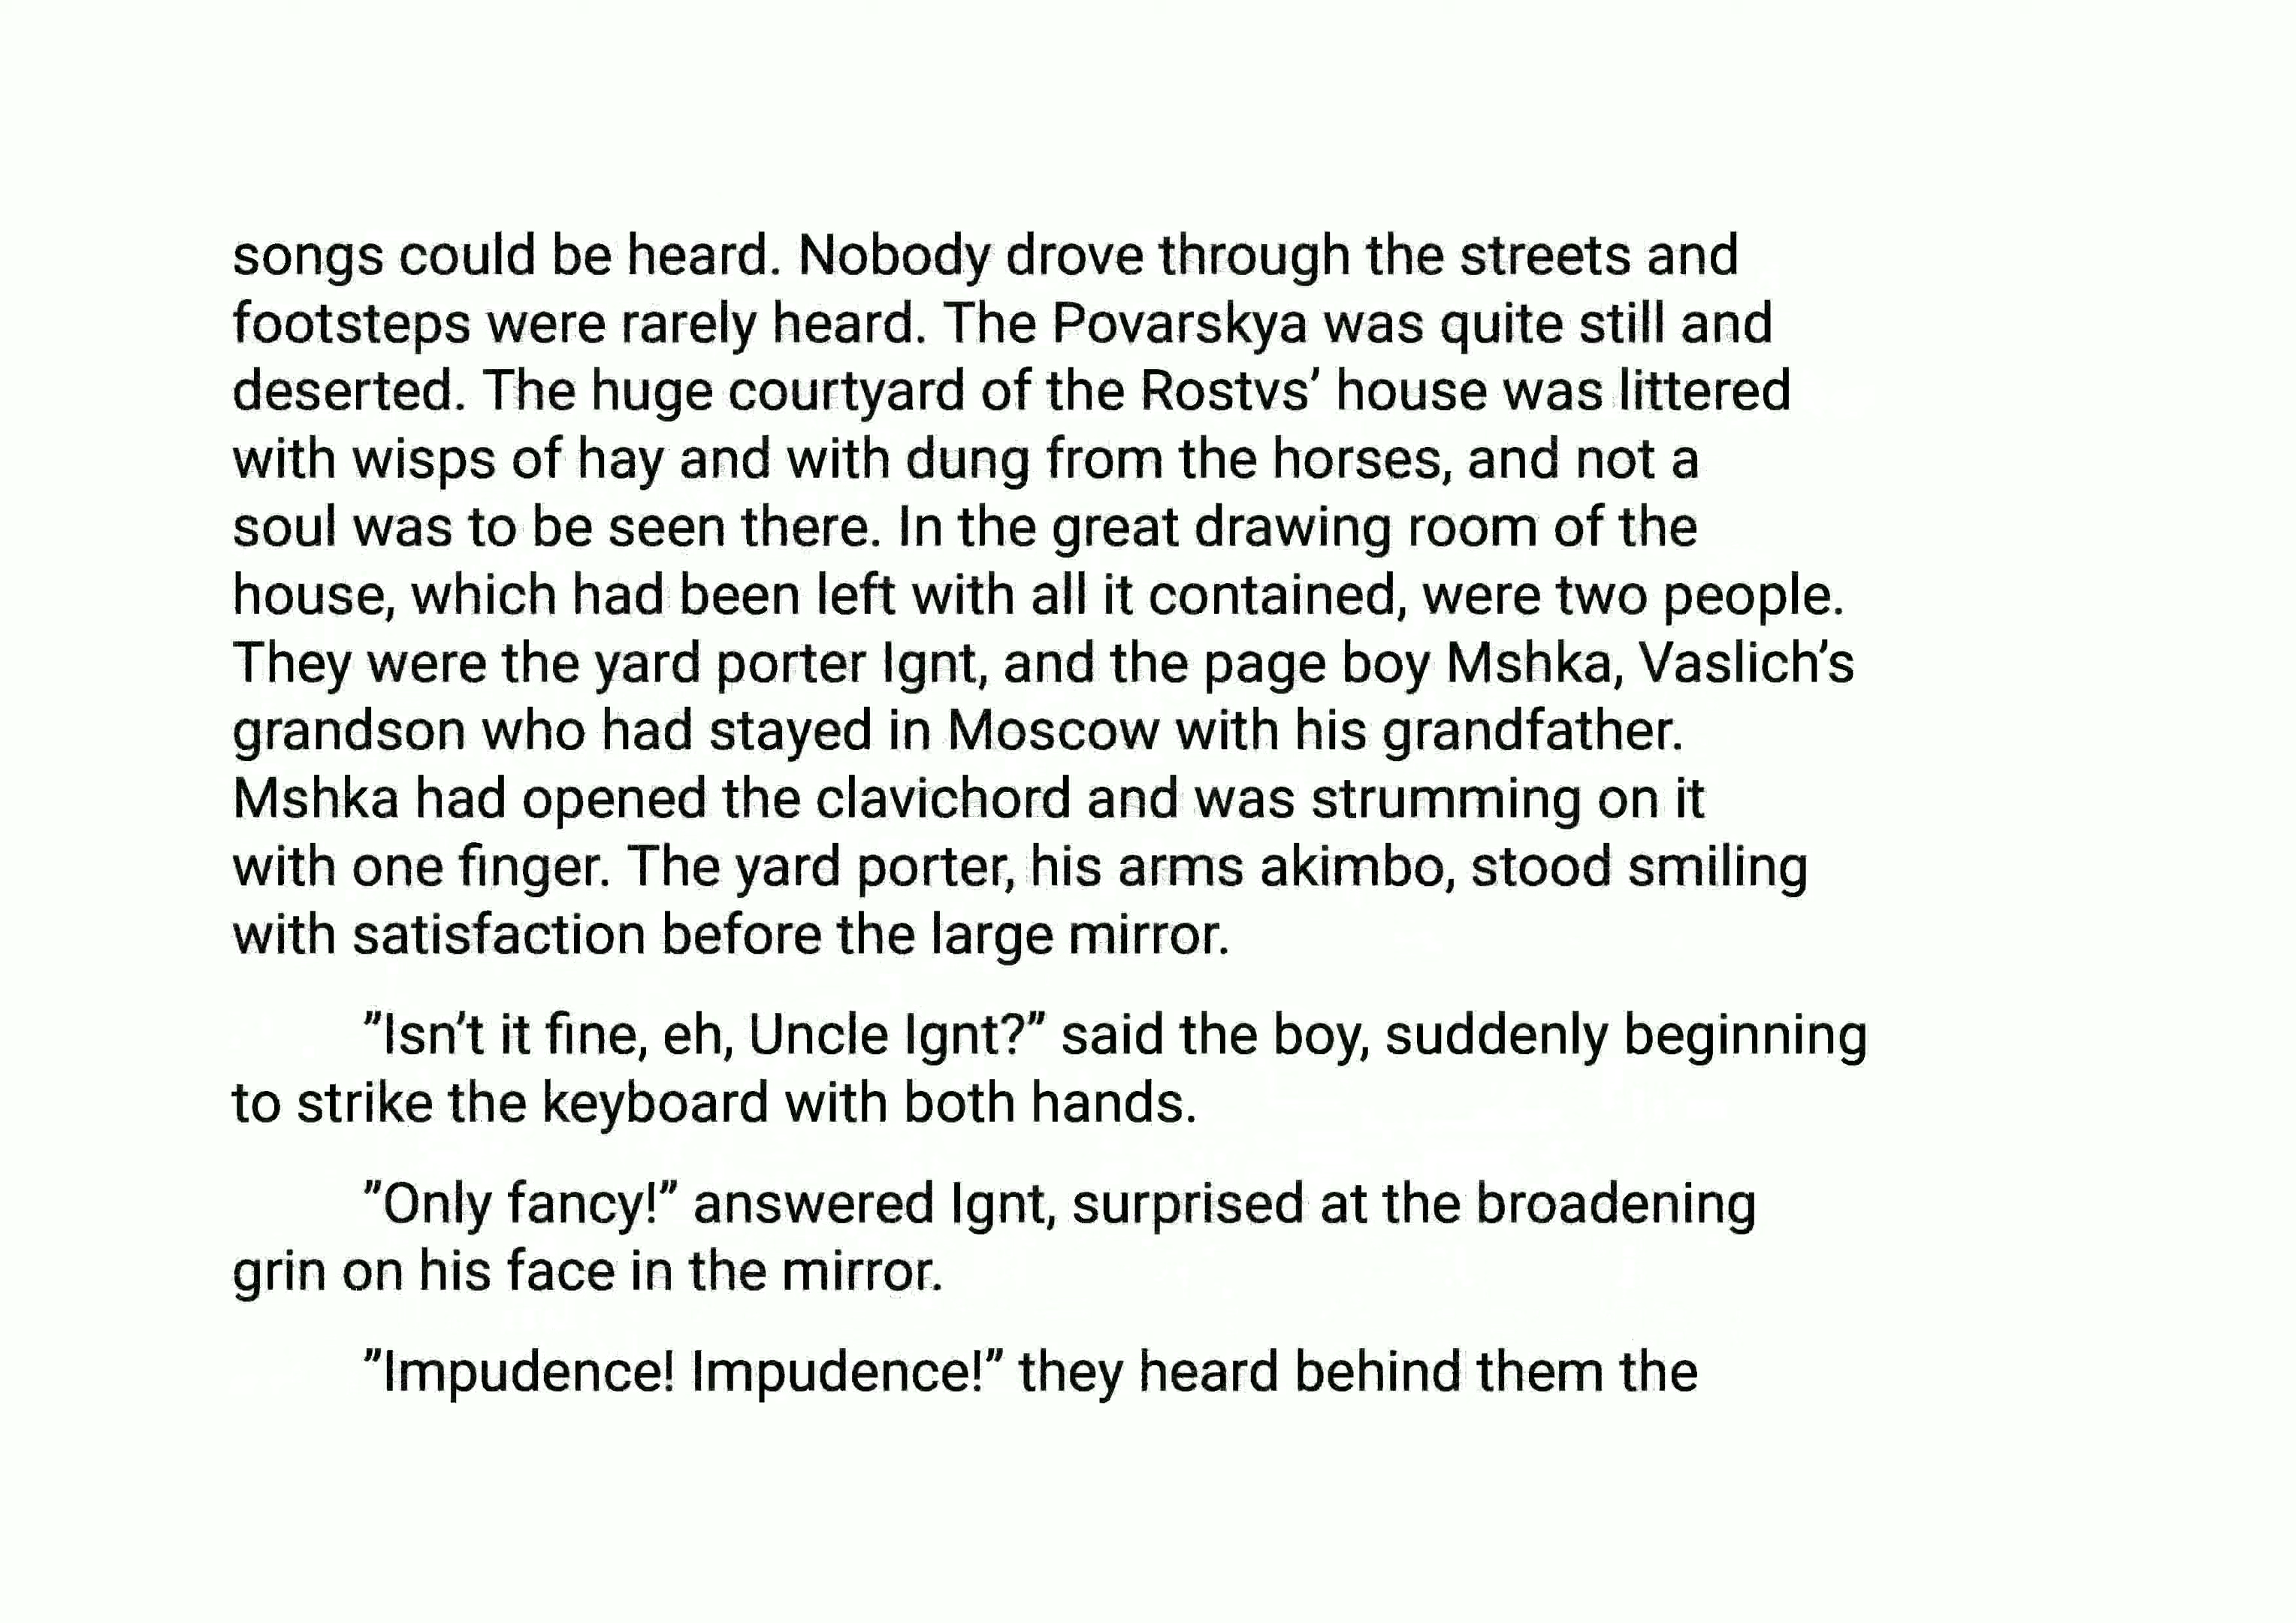 songs could be heard. Nobody drove through the streets and
footsteps were rarely heard. The Povarskya was quite still and
deserted. The huge courtyard of the Rostvs’ house was littered
with wisps of hay and with dung from the horses, and not a
soul was to be seen there. In the great drawing room of the
house, which had been left with all it contained, were two people.
They were the yard porter Ignt, and the page boy Mshka, Vaslich’s
grandson who had stayed in Moscow with his grandfather.
Mshka had opened the clavichord and was strumming on it
with one finger. The yard porter, his arms akimbo, stood smiling
with satisfaction before the large mirror.
”Isn’t it fine, eh, Uncle Ignt?” said the boy, suddenly beginning
to strike the keyboard with both hands.
”Only fancy!” answered Ignt, surprised at the broadening
grin on his face in the mirror.
”Impudence! Impudence!” they heard behind them the